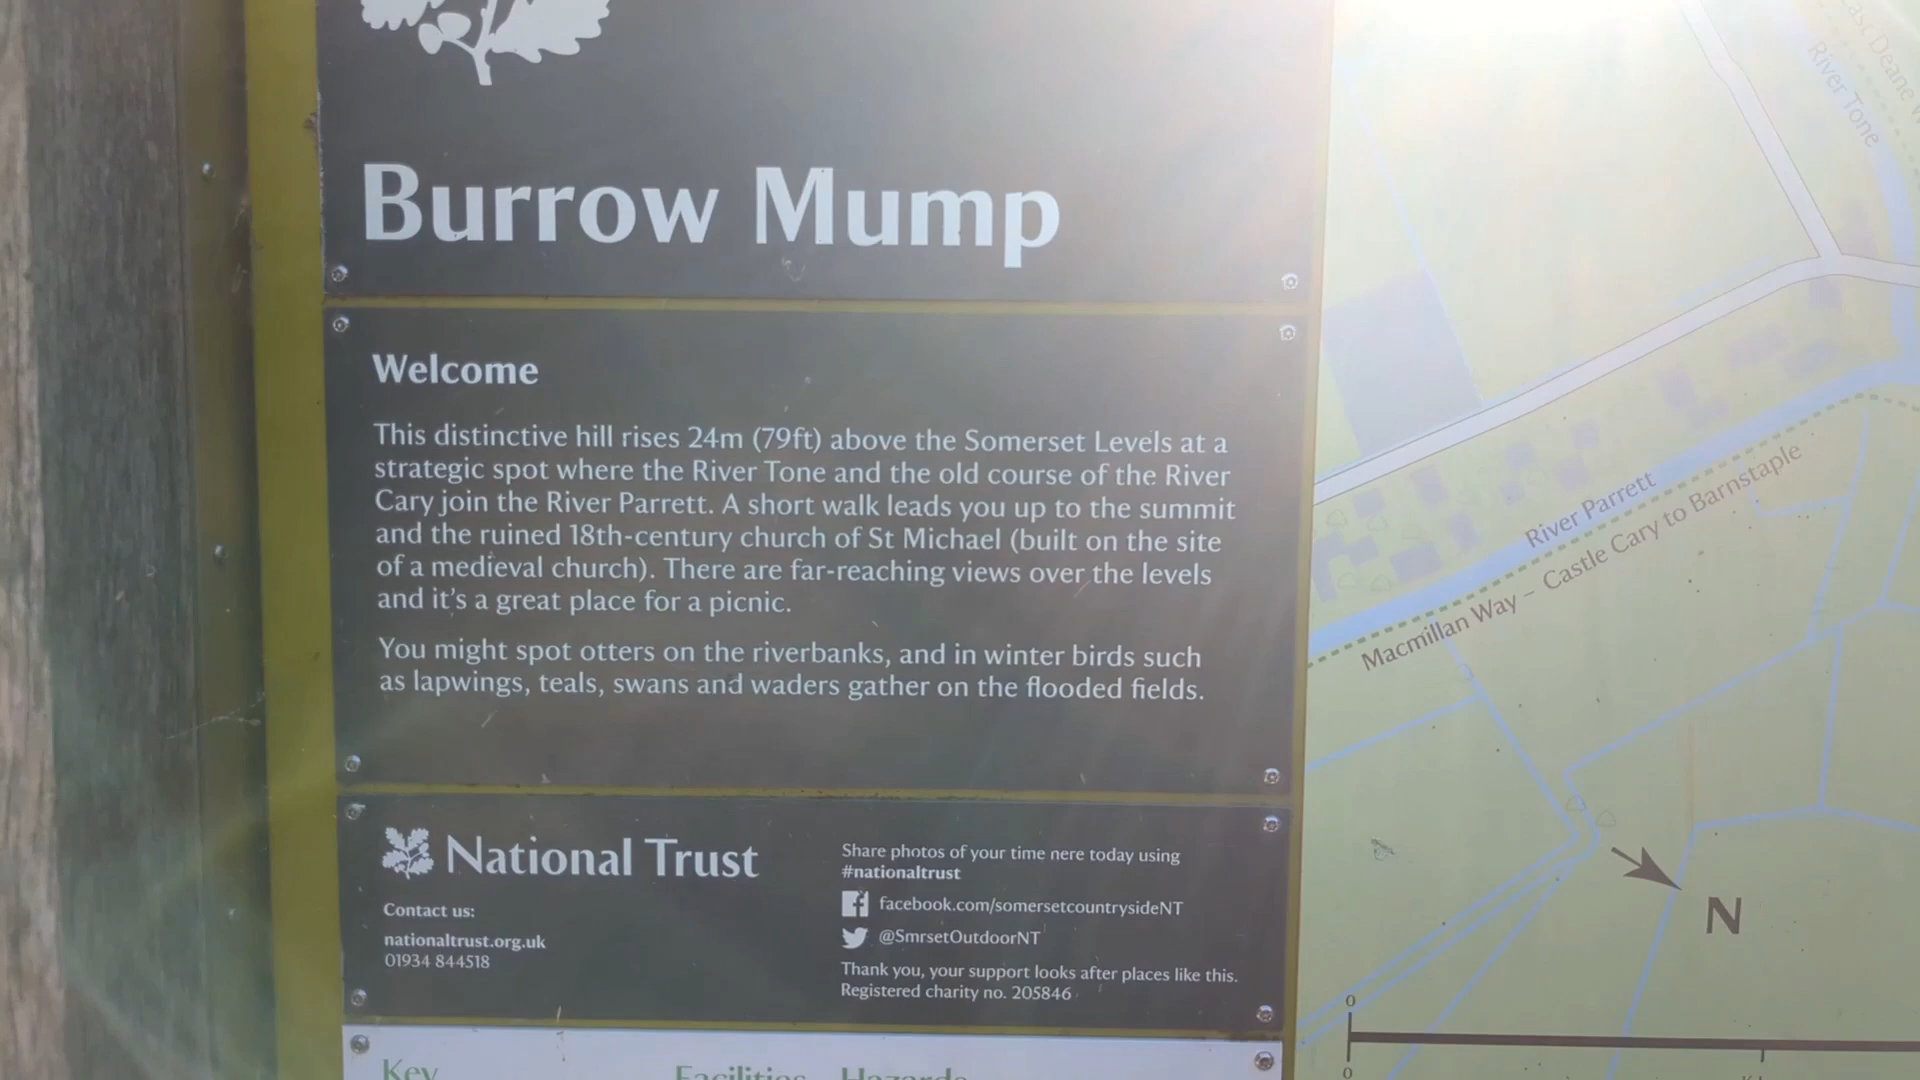 Burrow Mump
Welcome
This distinctive hill rises 24m (79ft) above the Somerset Levels at a
strategic spot where the River Tone and the old course of the River
Cary join the River Parrett. A short walk leads you up to the summit
and the ruined 18th-century church of St Michael (built on the site
of a medieval church). There are far-reaching views over the levels
and it's a great place for a picnic.
You might spot otters on the riverbanks, and in winter birds such
as lapwings, teals, swans and waders gather on the flooded fields.
National Trust
Contact us:
nationaltrust.org.uk
01934 844518
Share photos of your time here today using
#nationaltrust
facebook.com/somersetcountrysideNT
@SmrsetOutdoorNT
Thank you, your support looks after places like this.
Registered charity no. 205846
Key
Facilities
Hazards
East Deane
River Tone
River Parrett
Macmillan Way – Castle Cary to Barnstaple
N
0
0